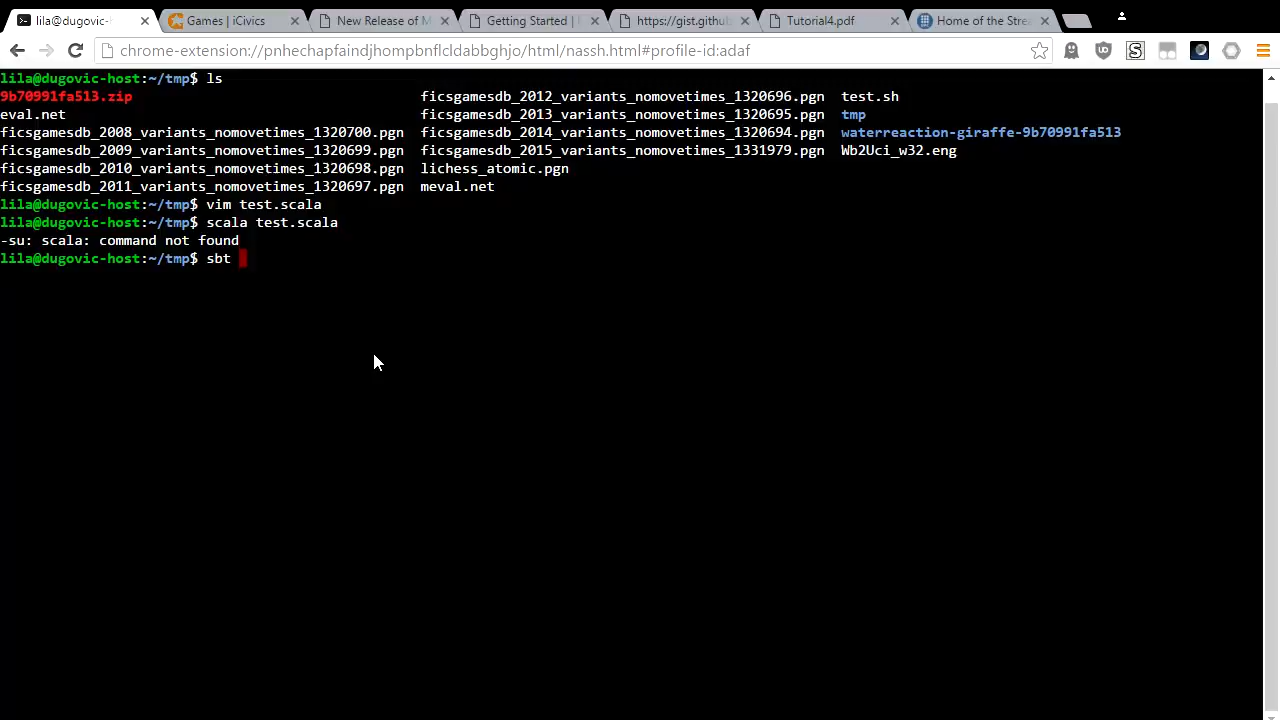 lila@dugovic-h
Games | iCivics
New Release of M
Getting Started |
https://gist.github
Tutorial4.pdf
Home of the Stre
chrome-extension://pnhechapfaindjhompbnflcldabbghjo/html/nassh.html#profile-id:adaf
lila@dugovic-host:~/tmp$ ls
9b70991fa513.zip ficsgamesdb_2012_variants_nomovetimes_1320696.pgn test.sh
eval.net ficsgamesdb_2013_variants_nomovetimes_1320695.pgn tmp
ficsgamesdb_2008_variants_nomovetimes_1320700.pgn ficsgamesdb_2014_variants_nomovetimes_1320694.pgn waterreaction-giraffe-9b70991fa513
ficsgamesdb_2009_variants_nomovetimes_1320699.pgn ficsgamesdb_2015_variants_nomovetimes_1331979.pgn Wb2Uci_w32.eng
ficsgamesdb_2010_variants_nomovetimes_1320698.pgn lichess_atomic.pgn
ficsgamesdb_2011_variants_nomovetimes_1320697.pgn meval.net
lila@dugovic-host:~/tmp$ vim test.scala
lila@dugovic-host:~/tmp$ scala test.scala
-su: scala: command not found
lila@dugovic-host:~/tmp$ sbt